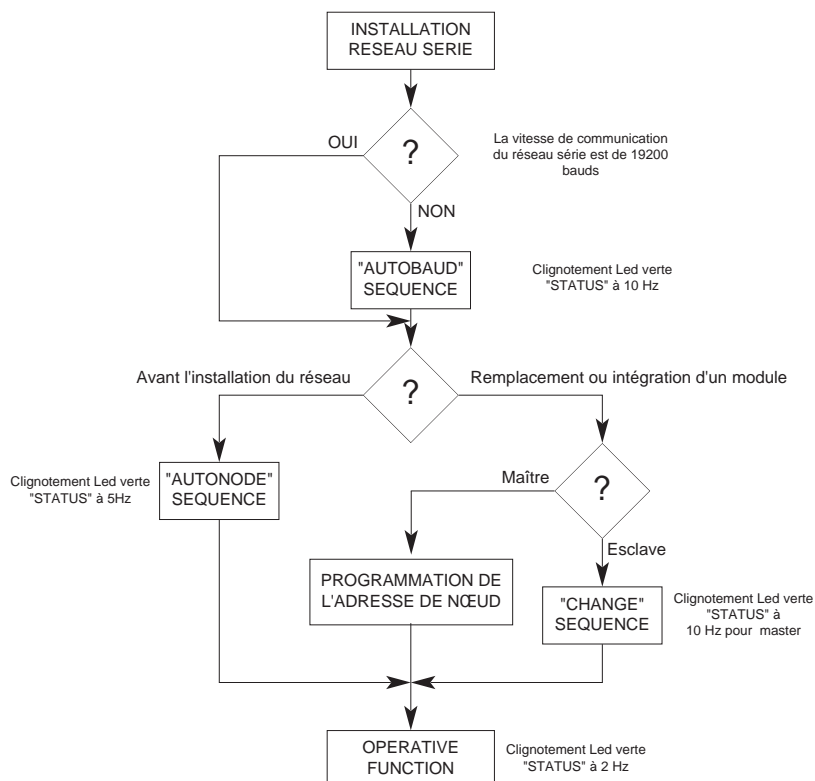 INSTALLATION
RESEAU SERIE
OUI
?
La vitesse de communication
du réseau série est de 19200
bauds
NON
"AUTOBAUD"
SEQUENCE
Clignotement Led verte
"STATUS" à 10 Hz
Avant l'installation du réseau
?
Remplacement ou intégration d'un module
Clignotement Led verte
"STATUS" à 5Hz
"AUTONODE"
SEQUENCE
Maître
?
Esclave
PROGRAMMATION DE
L'ADRESSE DE NŒUD
"CHANGE"
SEQUENCE
Clignotement Led verte
"STATUS" à
10 Hz pour master
OPERATIVE
FUNCTION
Clignotement Led verte
"STATUS" à 2 Hz